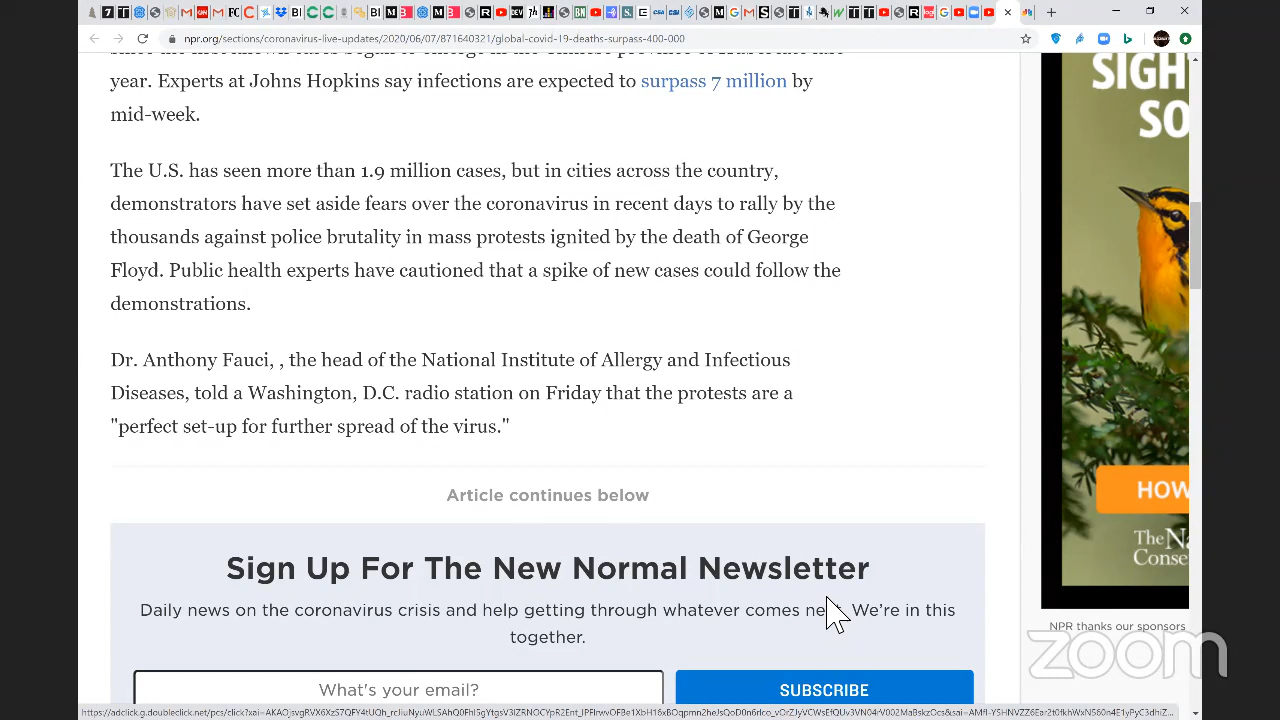 npr.org/sections/coronavirus-live-updates/2020/06/07/871640321/global-covid-19-deaths-surpass-400-000
year. Experts at Johns Hopkins say infections are expected to surpass 7 million by
mid-week.
The U.S. has seen more than 1.9 million cases, but in cities across the country,
demonstrators have set aside fears over the coronavirus in recent days to rally by the
thousands against police brutality in mass protests ignited by the death of George
Floyd. Public health experts have cautioned that a spike of new cases could follow the
demonstrations.
Dr. Anthony Fauci, , the head of the National Institute of Allergy and Infectious
Diseases, told a Washington, D.C. radio station on Friday that the protests are a
"perfect set-up for further spread of the virus."
Article continues below
Sign Up For The New Normal Newsletter
Daily news on the coronavirus crisis and help getting through whatever comes We're in this
together.
What's your email?
SUBSCRIBE
SIGH
SO
HOW
The Na
Conse
NPR thanks our sponsors
zoom